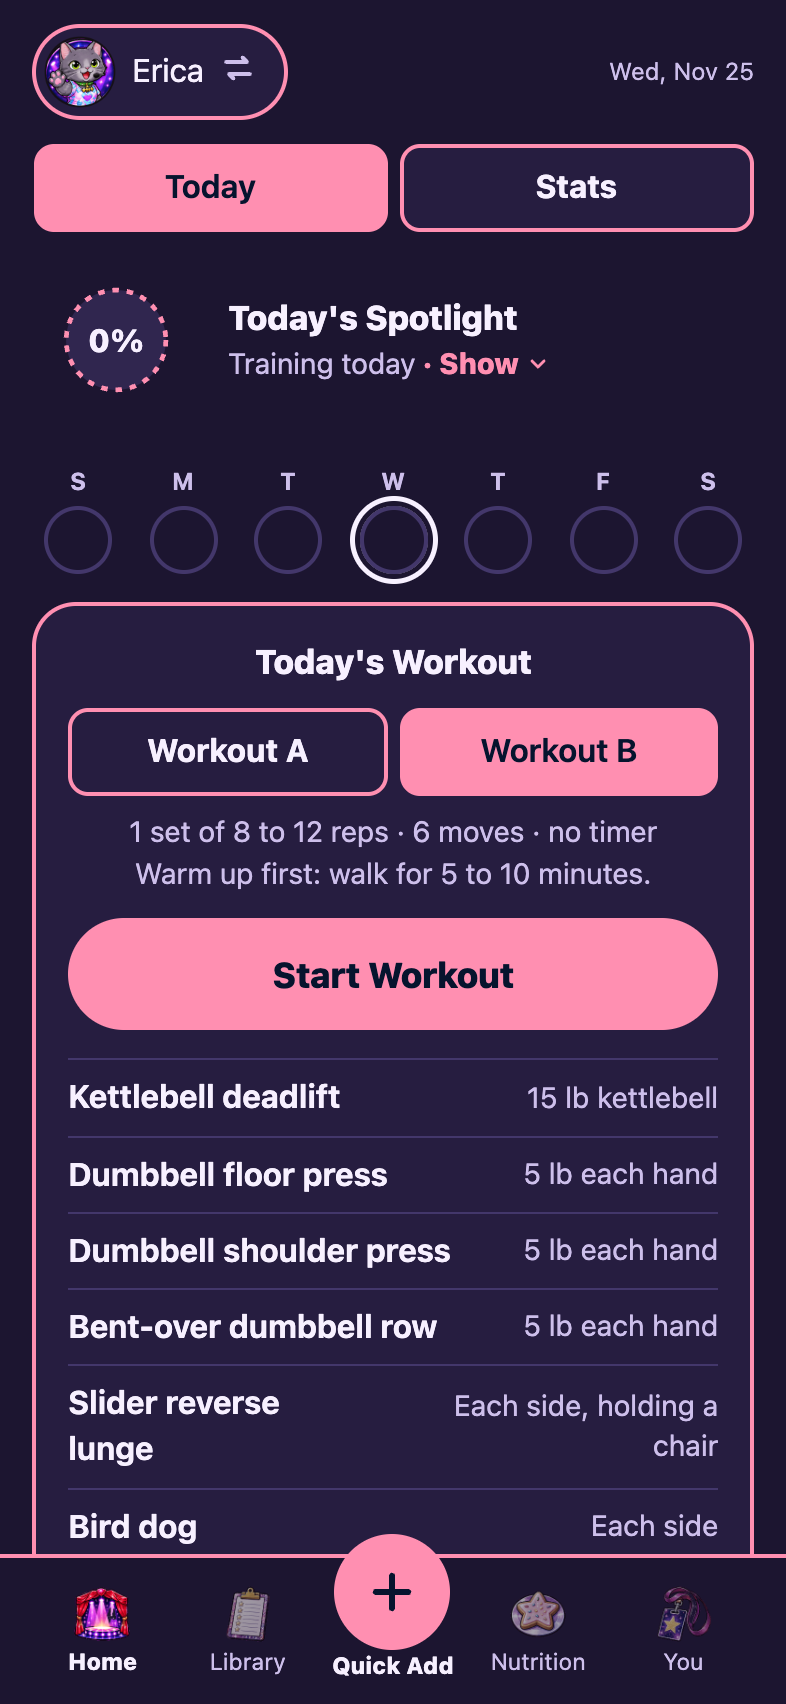 Erica
Wed, Nov 25
Today
Stats
0%
Today's Spotlight
Training today · Show
S M T W T F S
Today's Workout
Workout A
Workout B
1 set of 8 to 12 reps · 6 moves · no timer
Warm up first: walk for 5 to 10 minutes.
Start Workout
Kettlebell deadlift 15 lb kettlebell
Dumbbell floor press 5 lb each hand
Dumbbell shoulder press 5 lb each hand
Bent-over dumbbell row 5 lb each hand
Slider reverse lunge
Each side, holding a chair
Bird dog Each side
Home
Library
Quick Add
Nutrition
You